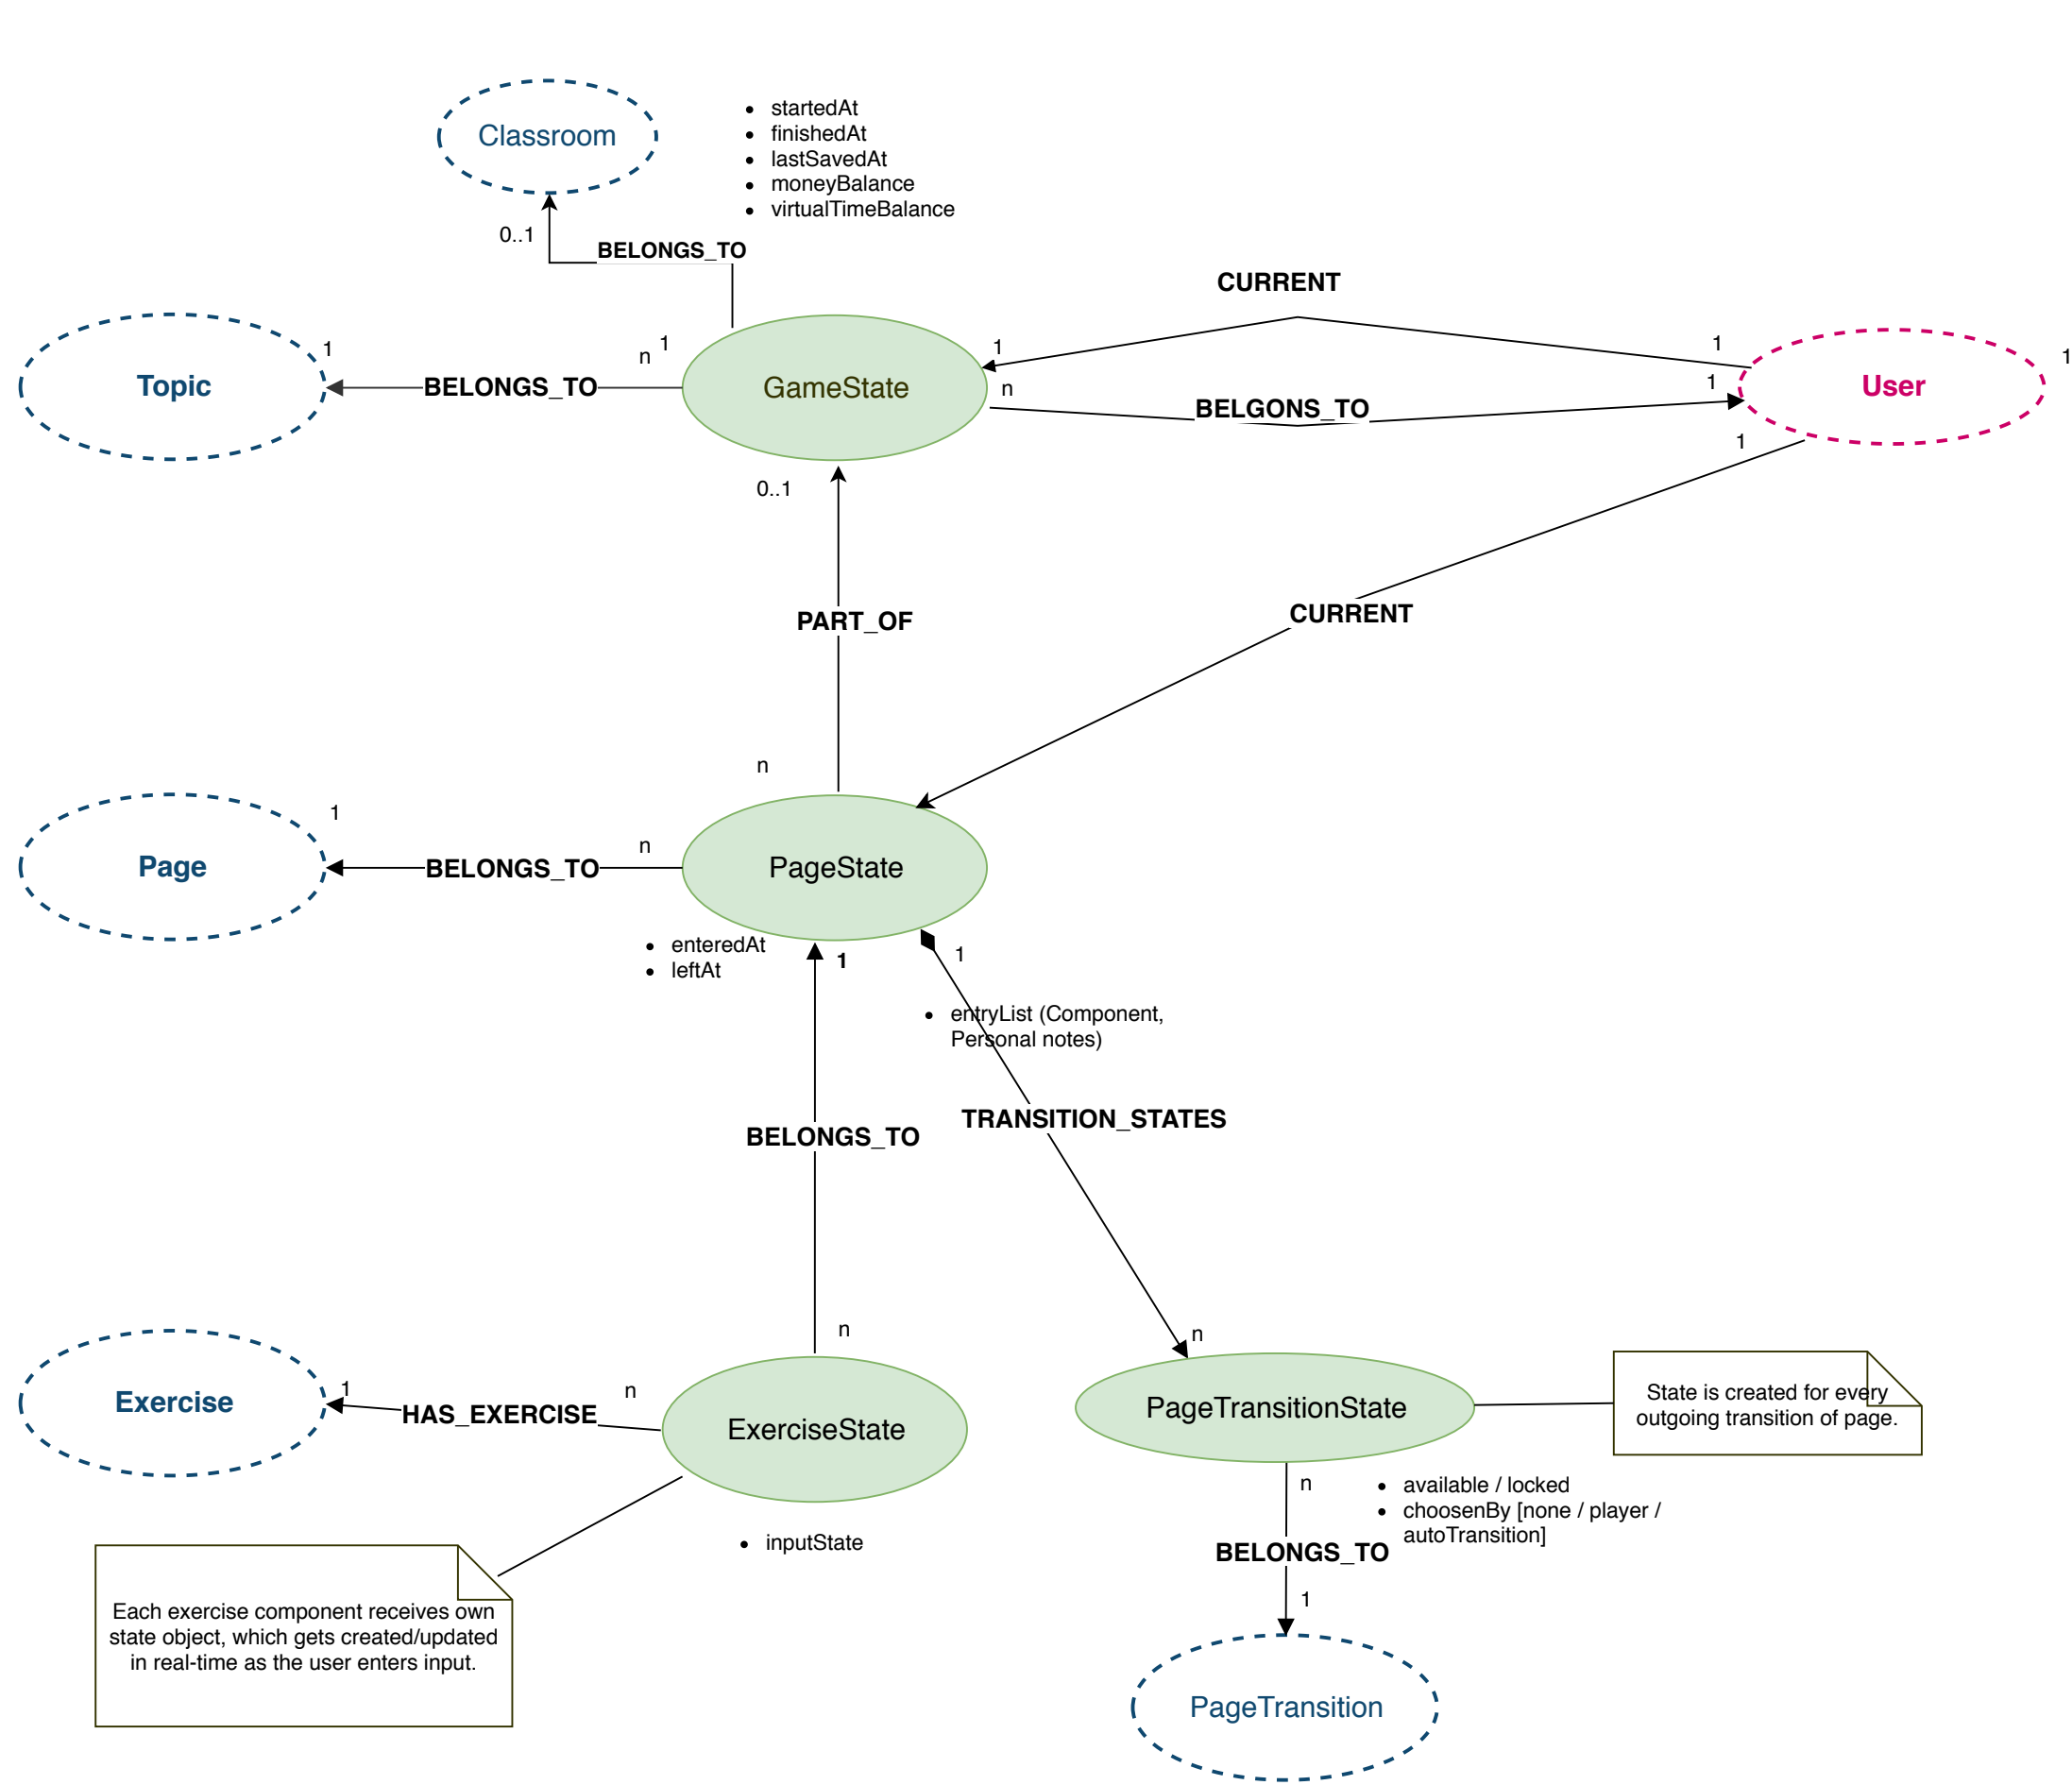 Classroom
startedAt
finishedAt
lastSavedAt
moneyBalance
virtualTimeBalance
0..1
BELONGS_TO
CURRENT
1
n
1
1
1
1
Topic
BELONGS_TO
GameState
n
1
BELGONS_TO
User
1
0..1
CURRENT
PART_OF
n
1
n
Page
BELONGS_TO
PageState
enteredAt
leftAt
1
1
entryList (Component,
Personal notes)
TRANSITION_STATES
BELONGS_TO
n
n
1
n
Exercise
HAS_EXERCISE
ExerciseState
PageTransitionState
State is created for every
outgoing transition of page.
n
available / locked
choosenBy [none / player /
autoTransition]
inputState
BELONGS_TO
1
Each exercise component receives own
state object, which gets created/updated
in real-time as the user enters input.
PageTransition